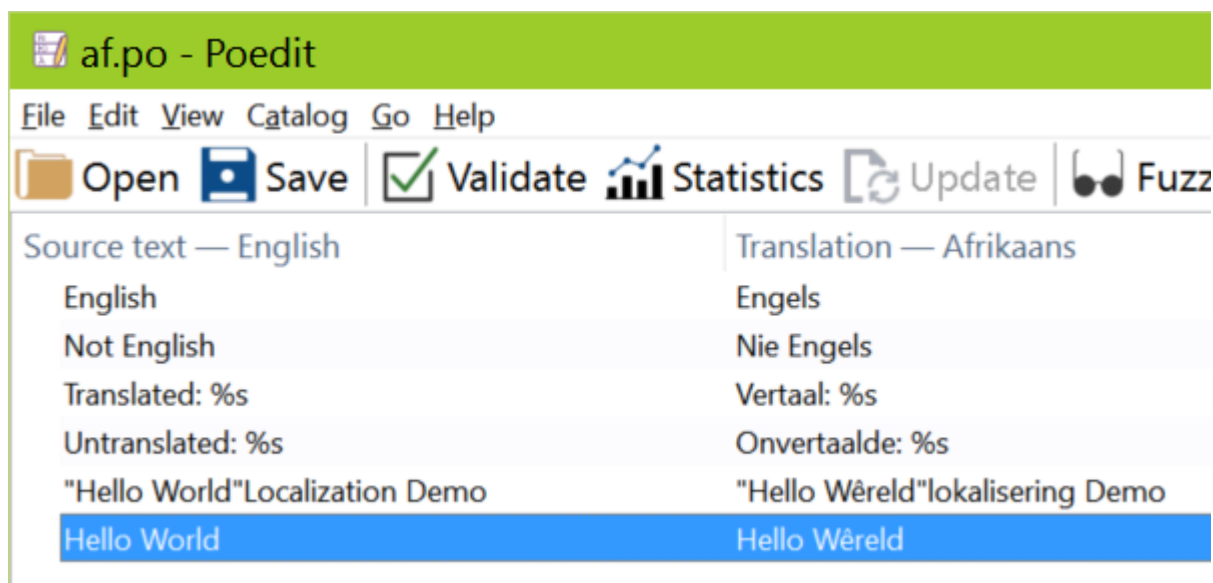 af.po - Poedit
File Edit View Catalog Go Help
Open Save Validate Statistics Update Fuzz
Source text — English Translation — Afrikaans
English Engels
Not English Nie Engels
Translated: %s Vertaal: %s
Untranslated: %s Onvertaalde: %s
"Hello World"Localization Demo "Hello Wêreld"lokalisering Demo
Hello World Hello Wêreld